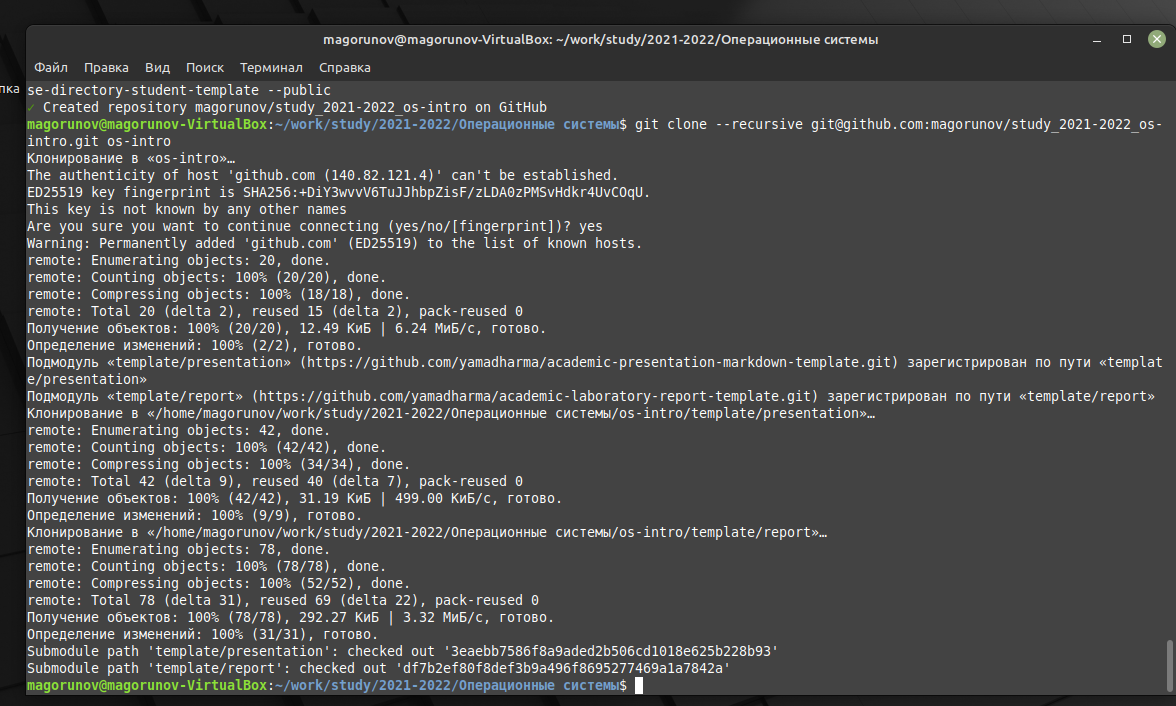 magorunov@magorunov-VirtualBox: ~/work/study/2021-2022/Операционные системы
Файл Правка Вид Поиск Терминал Справка
пка
se-directory-student-template --public
✓ Created repository magorunov/study_2021-2022_os-intro on GitHub
magorunov@magorunov-VirtualBox:~/work/study/2021-2022/Операционные системы$ git clone --recursive git@github.com:magorunov/study_2021-2022_os-
intro.git os-intro
Клонирование в «os-intro»…
The authenticity of host 'github.com (140.82.121.4)' can't be established.
ED25519 key fingerprint is SHA256:+DiY3wvvV6TuJJhbpZisF/zLDA0zPMSvHdkr4UvCOqU.
This key is not known by any other names
Are you sure you want to continue connecting (yes/no/[fingerprint])? yes
Warning: Permanently added 'github.com' (ED25519) to the list of known hosts.
remote: Enumerating objects: 20, done.
remote: Counting objects: 100% (20/20), done.
remote: Compressing objects: 100% (18/18), done.
remote: Total 20 (delta 2), reused 15 (delta 2), pack-reused 0
Получение объектов: 100% (20/20), 12.49 КиБ | 6.24 МиБ/с, готово.
Определение изменений: 100% (2/2), готово.
Подмодуль «template/presentation» (https://github.com/yamadharma/academic-presentation-markdown-template.git) зарегистрирован по пути «templat
e/presentation»
Подмодуль «template/report» (https://github.com/yamadharma/academic-laboratory-report-template.git) зарегистрирован по пути «template/report»
Клонирование в «/home/magorunov/work/study/2021-2022/Операционные системы/os-intro/template/presentation»…
remote: Enumerating objects: 42, done.
remote: Counting objects: 100% (42/42), done.
remote: Compressing objects: 100% (34/34), done.
remote: Total 42 (delta 9), reused 40 (delta 7), pack-reused 0
Получение объектов: 100% (42/42), 31.19 КиБ | 499.00 КиБ/с, готово.
Определение изменений: 100% (9/9), готово.
Клонирование в «/home/magorunov/work/study/2021-2022/Операционные системы/os-intro/template/report»…
remote: Enumerating objects: 78, done.
remote: Counting objects: 100% (78/78), done.
remote: Compressing objects: 100% (52/52), done.
remote: Total 78 (delta 31), reused 69 (delta 22), pack-reused 0
Получение объектов: 100% (78/78), 292.27 КиБ | 3.32 МиБ/с, готово.
Определение изменений: 100% (31/31), готово.
Submodule path 'template/presentation': checked out '3eaebb7586f8a9aded2b506cd1018e625b228b93'
Submodule path 'template/report': checked out 'df7b2ef80f8def3b9a496f8695277469a1a7842a'
magorunov@magorunov-VirtualBox:~/work/study/2021-2022/Операционные системы$